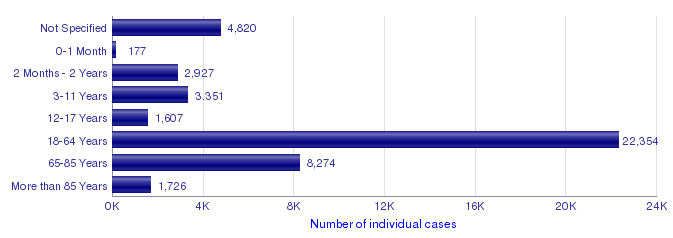 Not Specified 4,820
0-1 Month 177
2 Months - 2 Years 2,927
3-11 Years 3.351
12-17 Years 1,607
18-64 Years 22,354
65-85 Years 8,274
More than 85 Years 1,726
0K 4K 8K 12K 16K 20K 24K
Number of individual cases